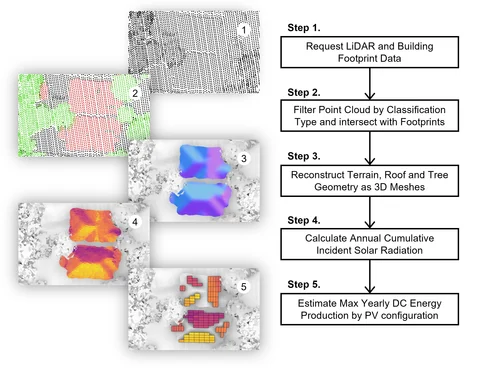 1
2
3
4
5
Step 1.
Request LiDAR and Building
Footprint Data
Step 2.
Filter Point Cloud by Classification
Type and intersect with Footprints
Step 3.
Reconstruct Terrain, Roof and Tree
Geometry as 3D Meshes
Step 4.
Calculate Annual Cumulative
Incident Solar Radiation
Step 5.
Estimate Max Yearly DC Energy
Production by PV configuration